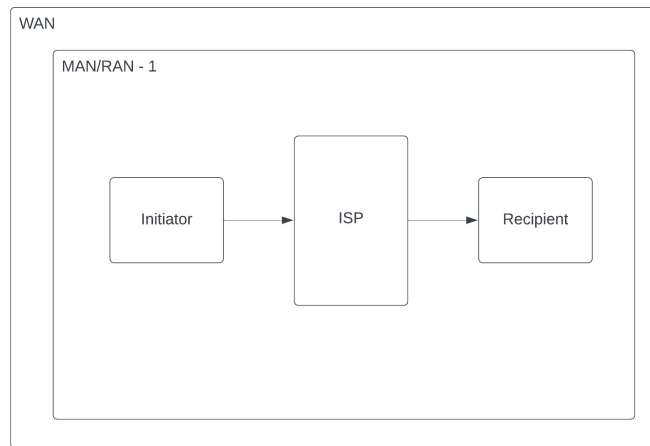 WAN
MAN/RAN - 1
Initiator
ISP
Recipient